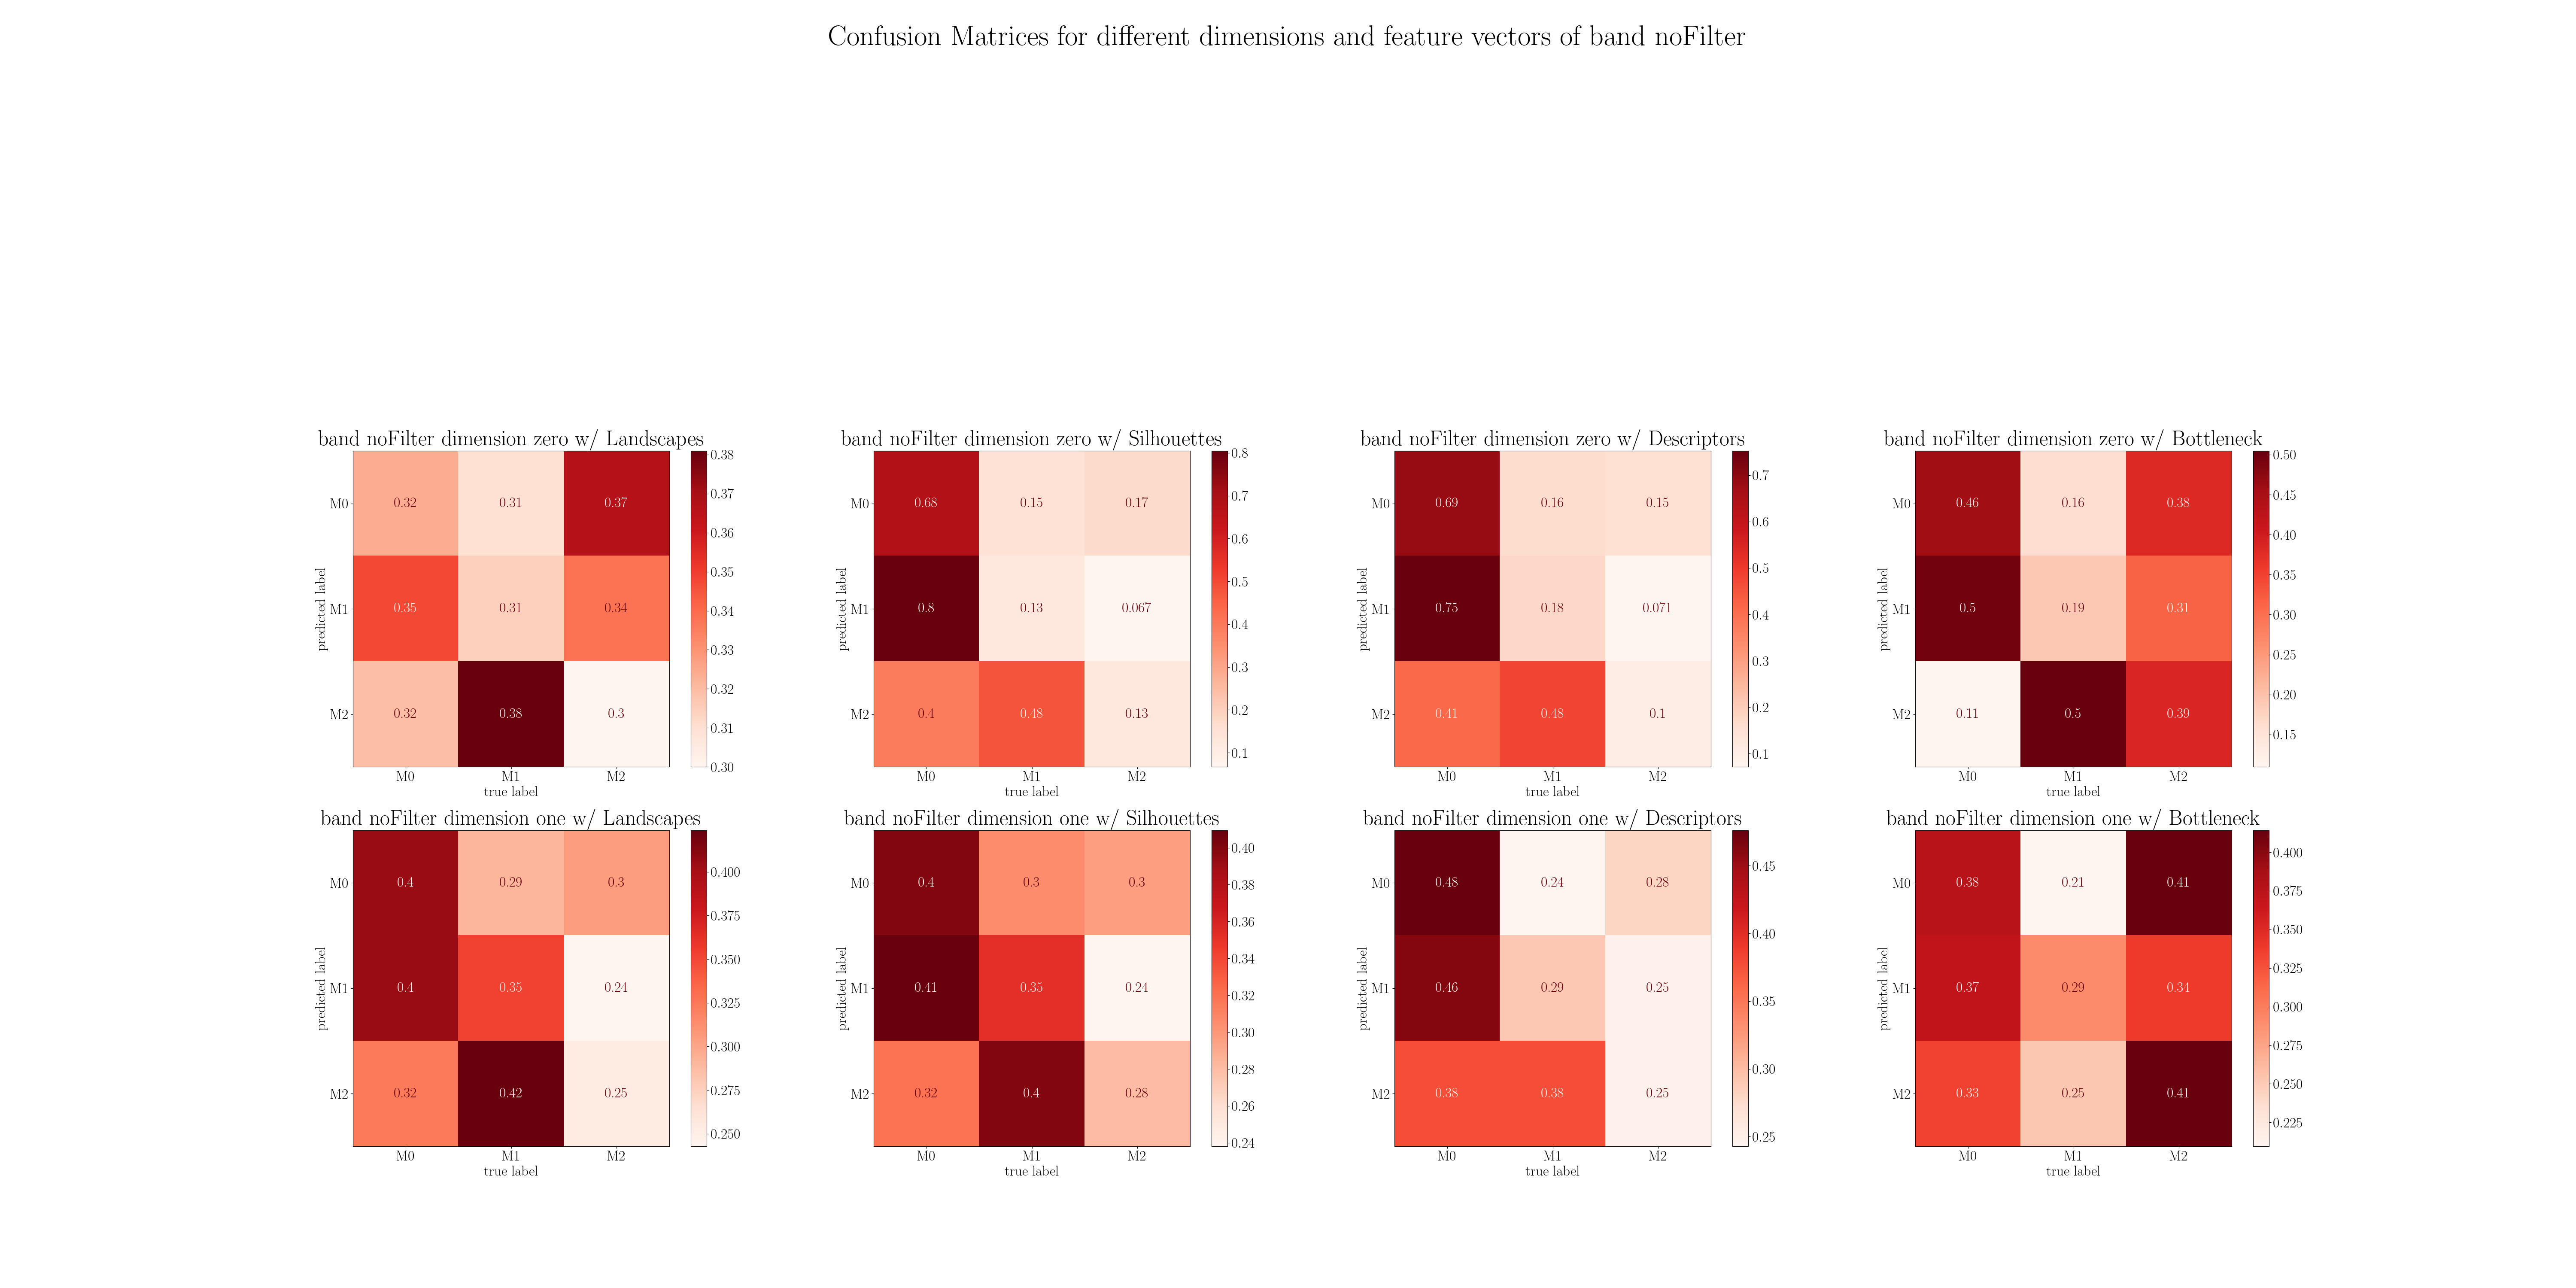 Confusion Matrices for different dimensions and feature vectors of band noFilter
band noFilter dimension zero w/ Landscapes
predicted label
M0 0.32 0.31 0.37
M1 0.35 0.31 0.34
M2 0.32 0.38 0.3
M0 M1 M2
true label
0.38
0.37
0.36
0.35
0.34
0.33
0.32
0.31
0.30
band noFilter dimension zero w/ Silhouettes
predicted label
M0 0.68 0.15 0.17
M1 0.8 0.13 0.067
M2 0.4 0.48 0.13
M0 M1 M2
true label
0.8
0.7
0.6
0.5
0.4
0.3
0.2
0.1
band noFilter dimension zero w/ Descriptors
predicted label
M0 0.69 0.16 0.15
M1 0.75 0.18 0.071
M2 0.41 0.48 0.1
M0 M1 M2
true label
0.7
0.6
0.5
0.4
0.3
0.2
0.1
band noFilter dimension zero w/ Bottleneck
predicted label
M0 0.46 0.16 0.38
M1 0.5 0.19 0.31
M2 0.11 0.5 0.39
M0 M1 M2
true label
0.50
0.45
0.40
0.35
0.30
0.25
0.20
0.15
band noFilter dimension one w/ Landscapes
predicted label
M0 0.4 0.29 0.3
M1 0.4 0.35 0.24
M2 0.32 0.42 0.25
M0 M1 M2
true label
0.400
0.375
0.350
0.325
0.300
0.275
0.250
band noFilter dimension one w/ Silhouettes
predicted label
M0 0.4 0.3 0.3
M1 0.41 0.35 0.24
M2 0.32 0.4 0.28
M0 M1 M2
true label
0.40
0.38
0.36
0.34
0.32
0.30
0.28
0.26
0.24
band noFilter dimension one w/ Descriptors
predicted label
M0 0.48 0.24 0.28
M1 0.46 0.29 0.25
M2 0.38 0.38 0.25
M0 M1 M2
true label
0.45
0.40
0.35
0.30
0.25
band noFilter dimension one w/ Bottleneck
predicted label
M0 0.38 0.21 0.41
M1 0.37 0.29 0.34
M2 0.33 0.25 0.41
M0 M1 M2
true label
0.400
0.375
0.350
0.325
0.300
0.275
0.250
0.225